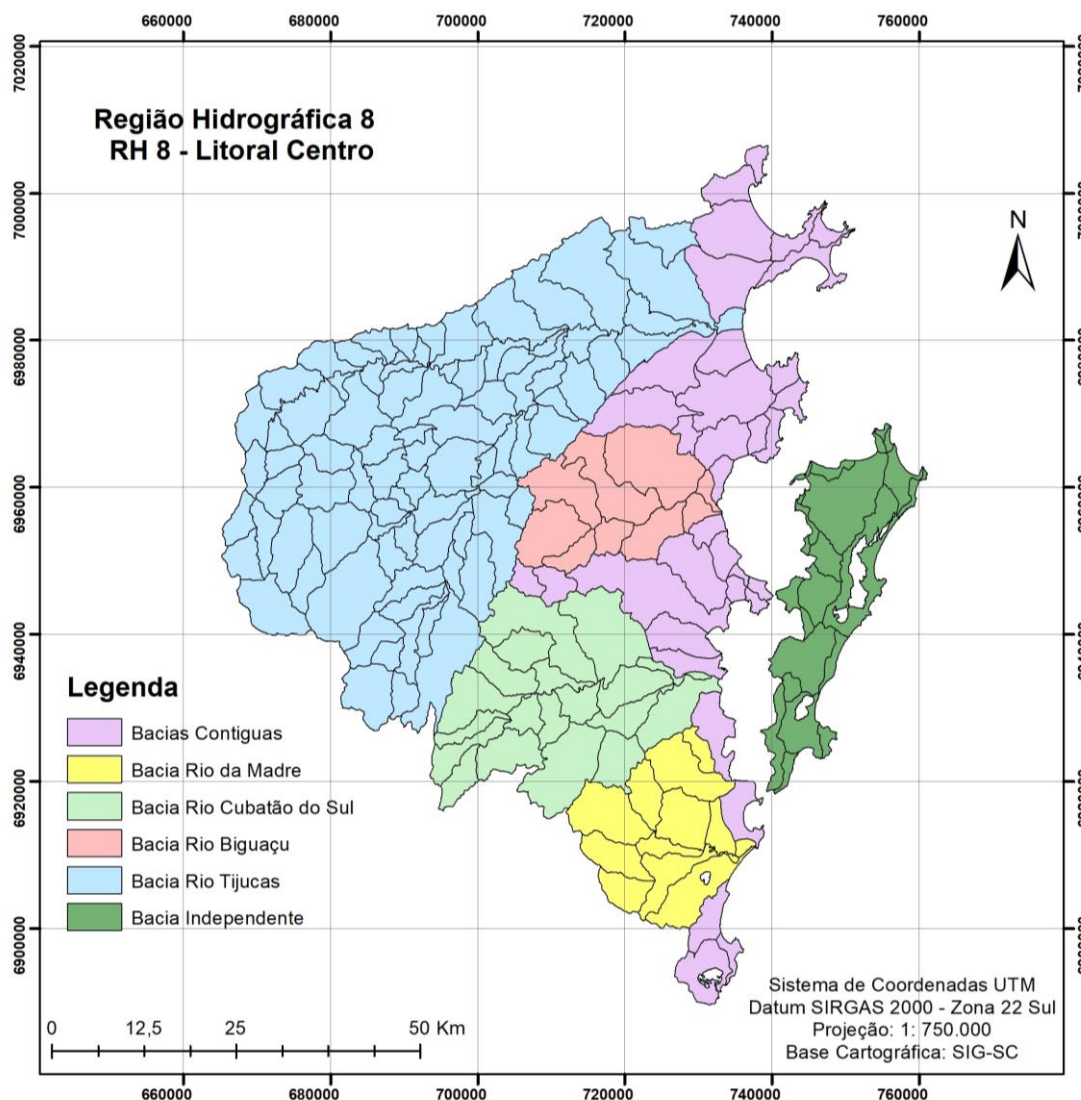 660000 680000 700000 720000 740000 760000
7020000
7000000
6980000
6960000
6940000
6920000
6900000
Região Hidrográfica 8
RH 8 - Litoral Centro
N
Legenda
Bacias Contiguas
Bacia Rio da Madre
Bacia Rio Cubatão do Sul
Bacia Rio Biguaçu
Bacia Rio Tijucas
Bacia Independente
0 12,5 25 50 Km
Sistema de Coordenadas UTM
Datum SIRGAS 2000 - Zona 22 Sul
Projeção: 1: 750.000
Base Cartográfica: SIG-SC
660000 680000 700000 720000 740000 760000